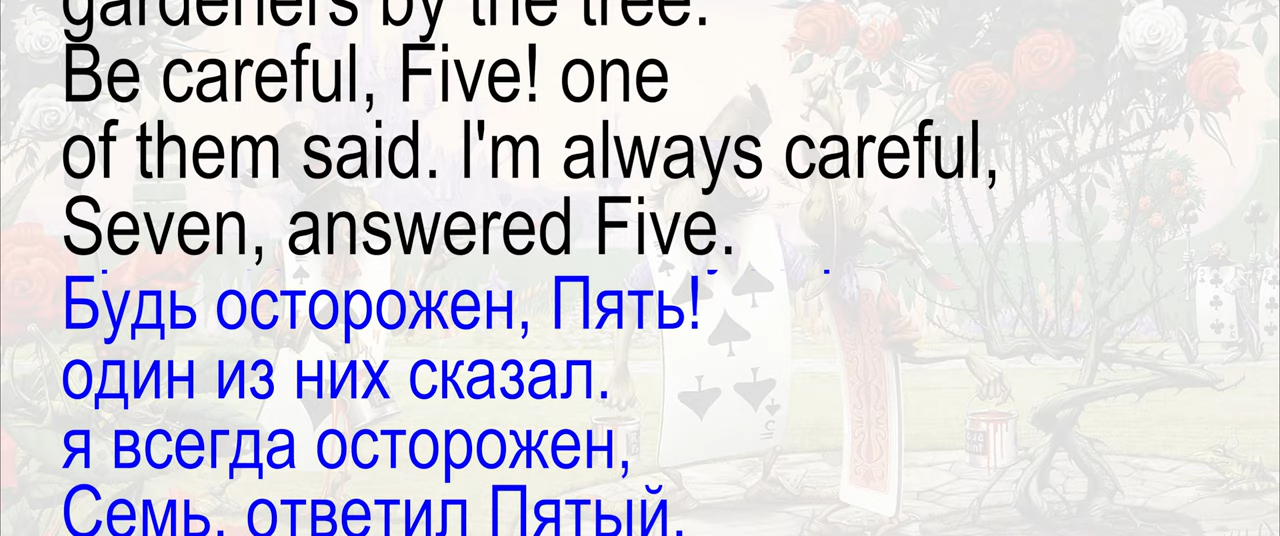 gardeners by the tree.
Be careful, Five! one
of them said. I'm always careful,
Seven, answered Five.
Будь осторожен, Пять!
один из них сказал.
я всегда осторожен,
Семь, ответил Пятый.